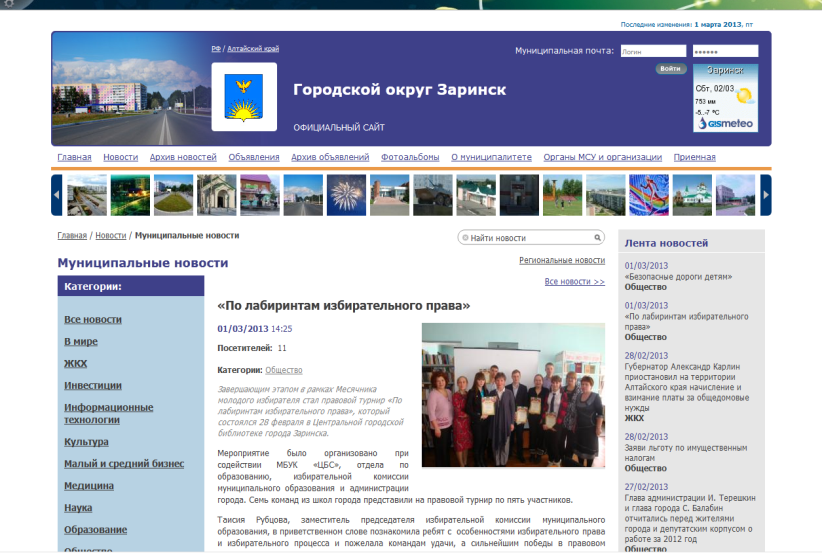 Последние изменения: 1 марта 2013, пт
РФ / Алтайский край
Муниципальная почта:
Логин
••••••
Войти
Городской округ Заринск
ОФИЦИАЛЬНЫЙ САЙТ
Заринск
Сбт, 02/03
753 мм
-5..-7 °C
GISMETEO
Главная Новости Архив новостей Объявления Архив объявлений Фотоальбомы О муниципалитете Органы МСУ и организации Приемная
Главная / Новости / Муниципальные новости
Найти новости
Муниципальные новости
Региональные новости
Все новости >>
Категории:
Все новости
В мире
ЖКХ
Инвестиции
Информационные
технологии
Культура
Малый и средний бизнес
Медицина
Наука
Образование
Общество
«По лабиринтам избирательного права»
01/03/2013 14:25
Посетителей: 11
Категории: Общество
Завершающим этапом в рамках Месячника
молодого избирателя стал правовой турнир «По
лабиринтам избирательного права», который
состоялся 28 февраля в Центральной городской
библиотеке города Заринска.
Мероприятие было организовано при
содействии МБУК «ЦБС», отдела по
образованию, избирательной комиссии
муниципального образования и администрации
города. Семь команд из школ города представили на правовой турнир по пять участников.
Таисия Рубцова, заместитель председателя избирательной комиссии муниципального
образования, в приветственном слове познакомила ребят с особенностями избирательного права
и избирательного процесса и пожелала командам удачи, а сильнейшим победы в правовом
Лента новостей
01/03/2013
«Безопасные дороги детям»
Общество
01/03/2013
«По лабиринтам избирательного
права»
Общество
28/02/2013
Губернатор Александр Карлин
приостановил на территории
Алтайского края начисление и
взимание платы за общедомовые
нужды
ЖКХ
28/02/2013
Заяви льготу по имущественным
налогам
Общество
27/02/2013
Глава администрации И. Терешкин
и глава города С. Балабин
отчитались перед жителями
города и депутатским корпусом о
работе за 2012 год
Общество